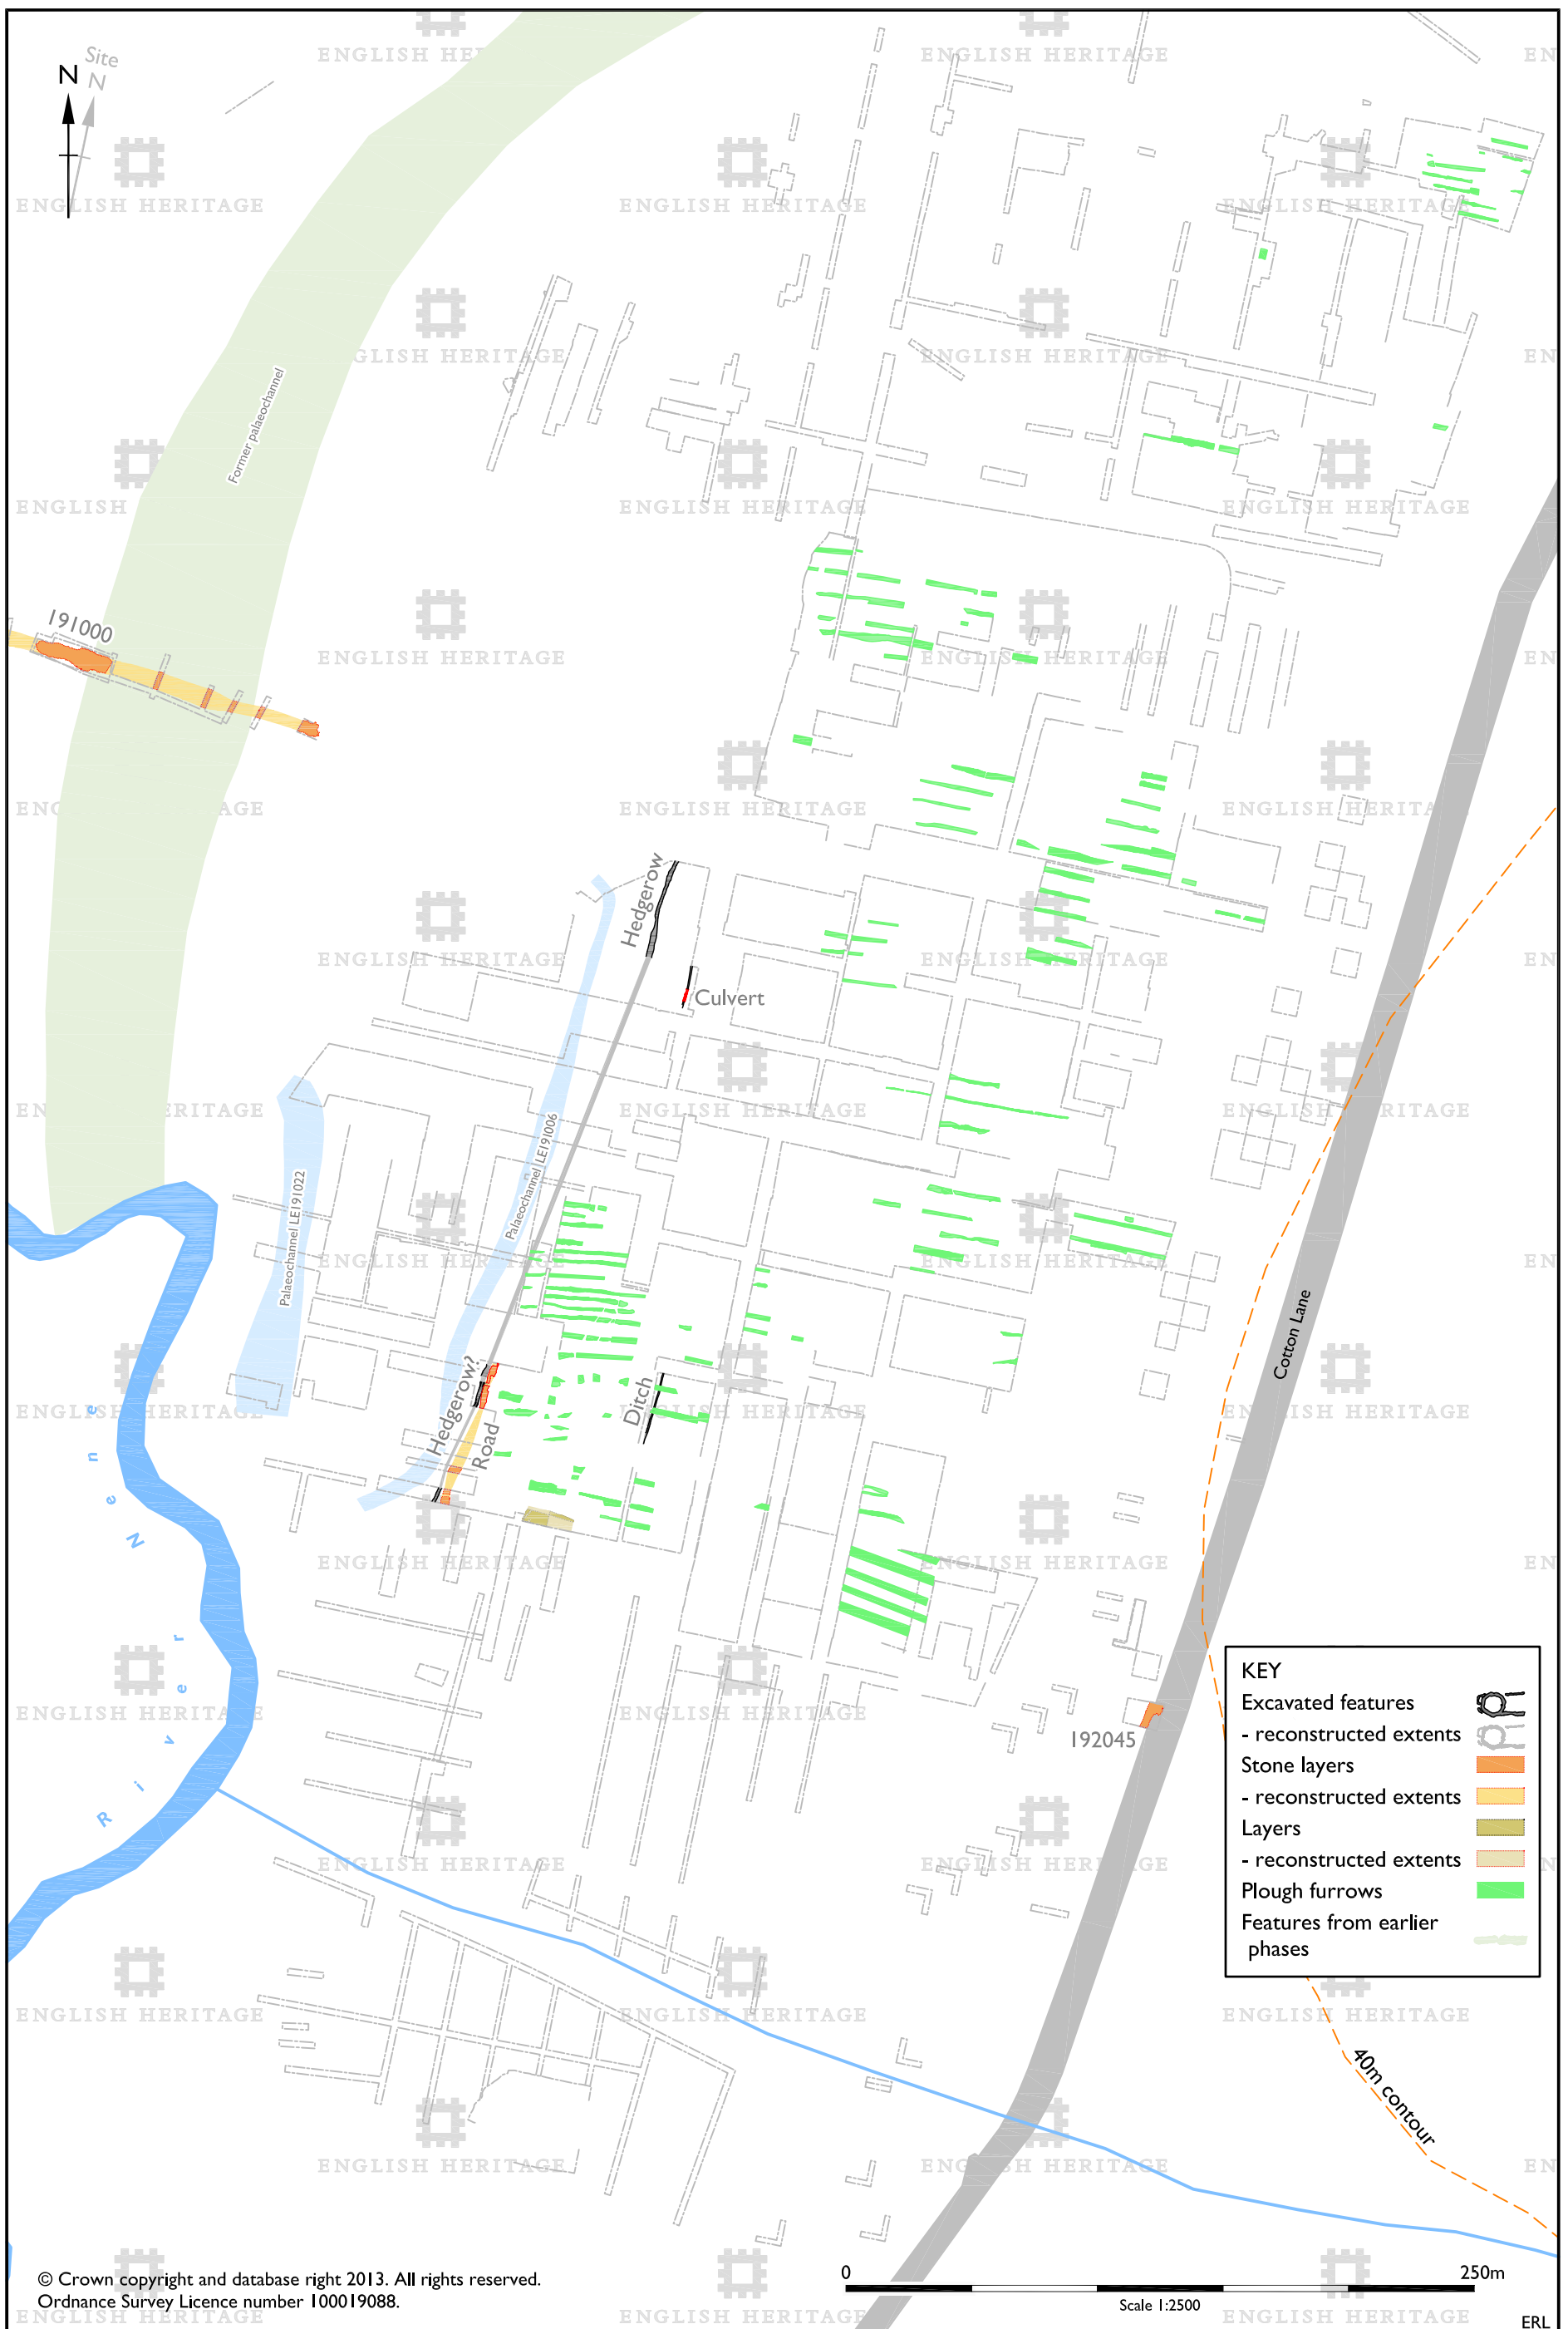 Site
N
N
Former palaeochannel
191000
Hedgerow
Culvert
Palaeochannel LE191006
Palaeochannel LE191022
Cotton Lane
Hedgerow?
Road
Ditch
River Nene
192045
KEY
Excavated features
- reconstructed extents
Stone layers
- reconstructed extents
Layers
- reconstructed extents
Plough furrows
Features from earlier
phases
40m contour
© Crown copyright and database right 2013. All rights reserved.
Ordnance Survey Licence number 100019088.
0
250m
Scale 1:2500
ERL
ENGLISH HERITAGE